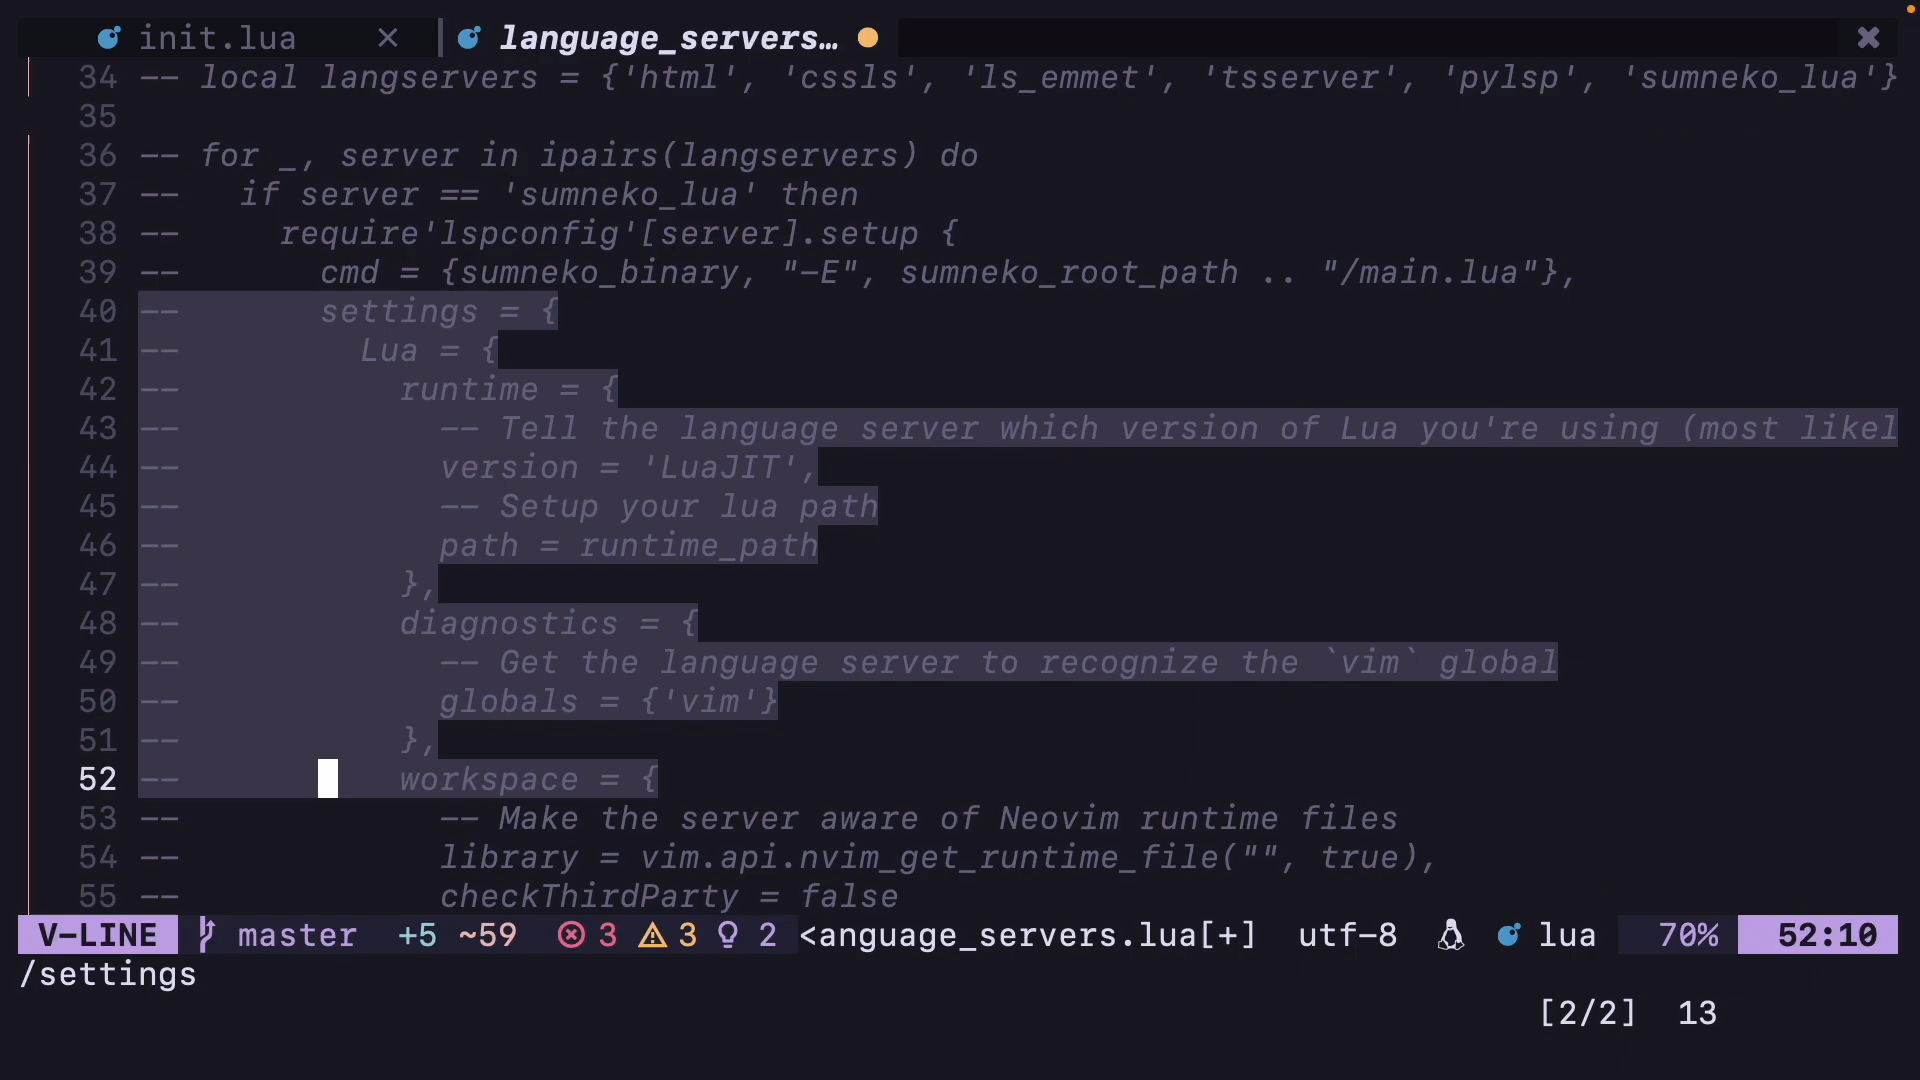 init.lua × language_servers… ✖
34 -- local langservers = {'html', 'cssls', 'ls_emmet', 'tsserver', 'pylsp', 'sumneko_lua'}
35
36 -- for _, server in ipairs(langservers) do
37 --   if server == 'sumneko_lua' then
38 --     require'lspconfig'[server].setup {
39 --       cmd = {sumneko_binary, "-E", sumneko_root_path .. "/main.lua"},
40 --       settings = {
41 --         Lua = {
42 --           runtime = {
43 --             -- Tell the language server which version of Lua you're using (most likel
44 --             version = 'LuaJIT',
45 --             -- Setup your lua path
46 --             path = runtime_path
47 --           },
48 --           diagnostics = {
49 --             -- Get the language server to recognize the `vim` global
50 --             globals = {'vim'}
51 --           },
52 --           workspace = {
53 --             -- Make the server aware of Neovim runtime files
54 --             library = vim.api.nvim_get_runtime_file("", true),
55 --             checkThirdParty = false
V-LINE master +5 ~59 3 3 2 <anguage_servers.lua[+] utf-8 lua 70% 52:10
/settings
[2/2] 13